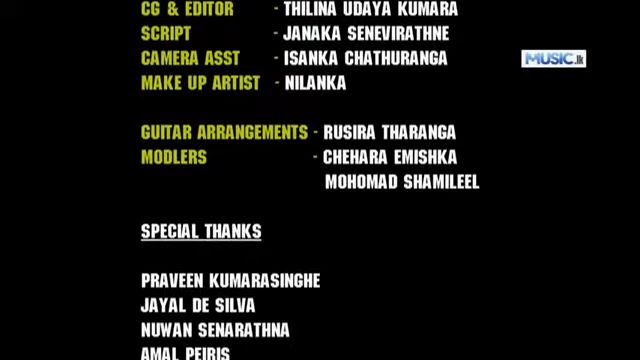 CG & EDITOR - THILINA UDAYA KUMARA
SCRIPT - JANAKA SENEVIRATHNE
CAMERA ASST - ISANKA CHATHURANGA
MAKE UP ARTIST - NILANKA
MUSIC.lk
GUITAR ARRANGEMENTS - RUSIRA THARANGA
MODLERS - CHEHARA EMISHKA
MOHOMAD SHAMILEEL
SPECIAL THANKS
PRAVEEN KUMARASINGHE
JAYAL DE SILVA
NUWAN SENARATHNA
AMAL PEIRIS